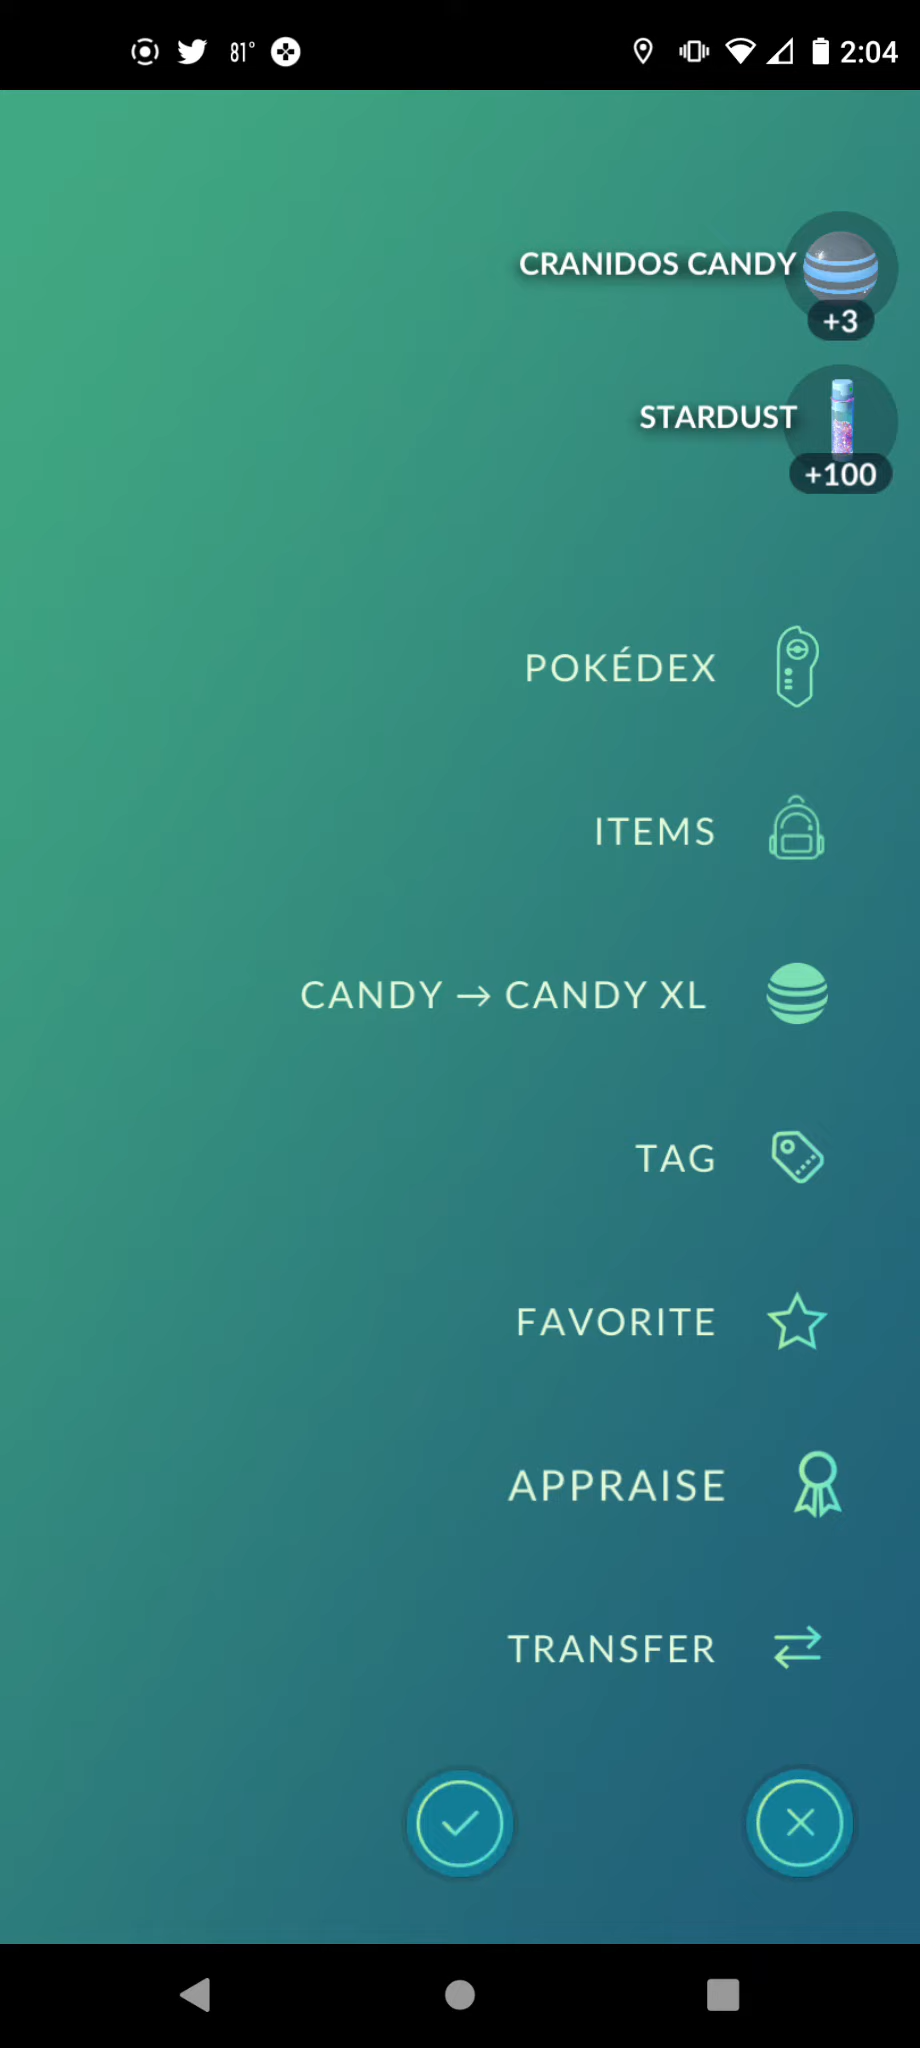 81°
2:04
CRANIDOS CANDY
+3
STARDUST
+100
POKÉDEX
ITEMS
CANDY → CANDY XL
TAG
FAVORITE
APPRAISE
TRANSFER